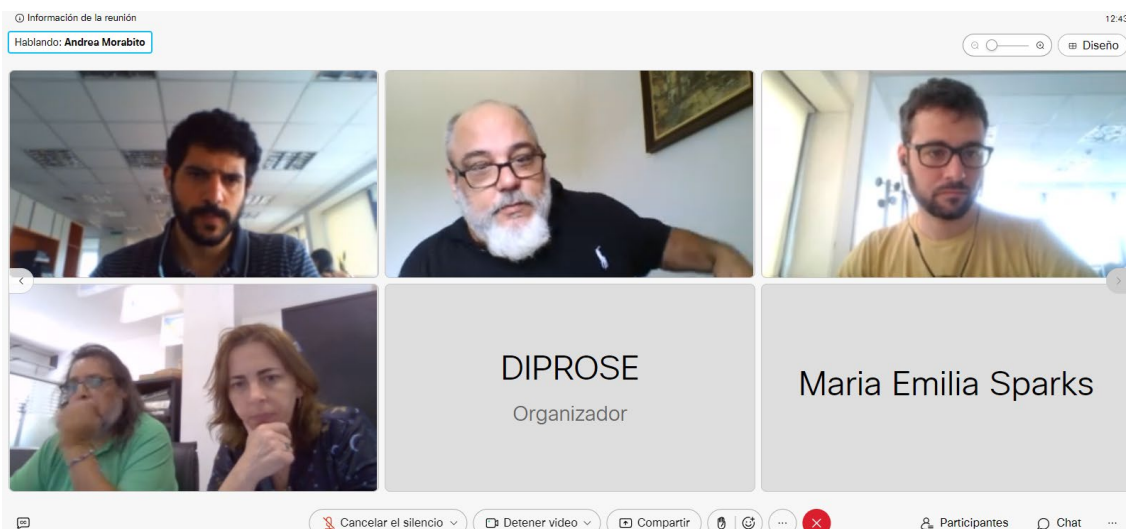 Información de la reunión
12:43
Hablando: Andrea Morabito
Diseño
DIPROSE
Organizador
Maria Emilia Sparks
Cancelar el silencio
Detener video
Compartir
Participantes
Chat